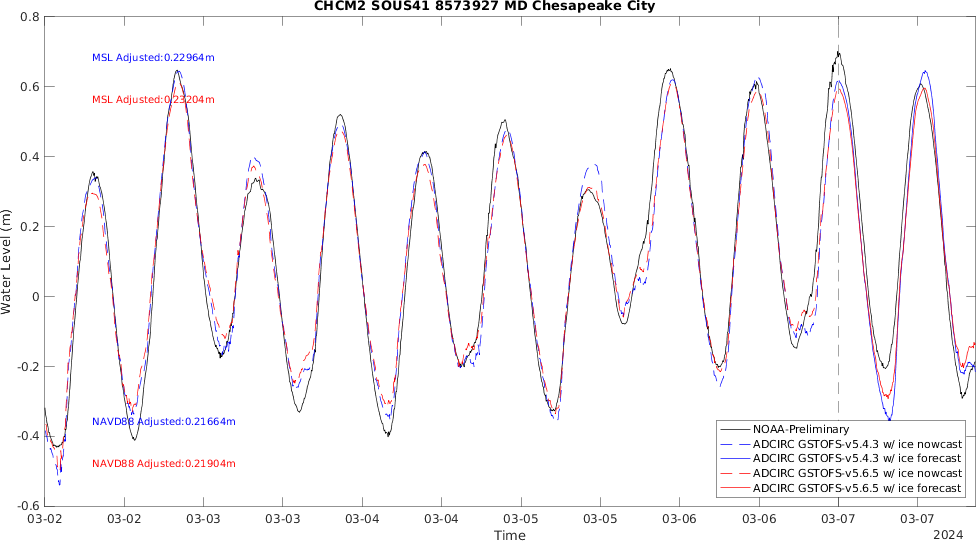 CHCM2 SOUS41 8573927 MD Chesapeake City
0.8
0.6
0.4
0.2
0
-0.2
-0.4
-0.6
Water Level (m)
MSL Adjusted:0.22964m
MSL Adjusted:0.23204m
NAVD88 Adjusted:0.21664m
NAVD88 Adjusted:0.21904m
NOAA-Preliminary
ADCIRC GSTOFS-v5.4.3 w/ ice nowcast
ADCIRC GSTOFS-v5.4.3 w/ ice forecast
ADCIRC GSTOFS-v5.6.5 w/ ice nowcast
ADCIRC GSTOFS-v5.6.5 w/ ice forecast
03-02 03-02 03-03 03-03 03-04 03-04 03-05 03-05 03-06 03-06 03-07 03-07
Time
2024